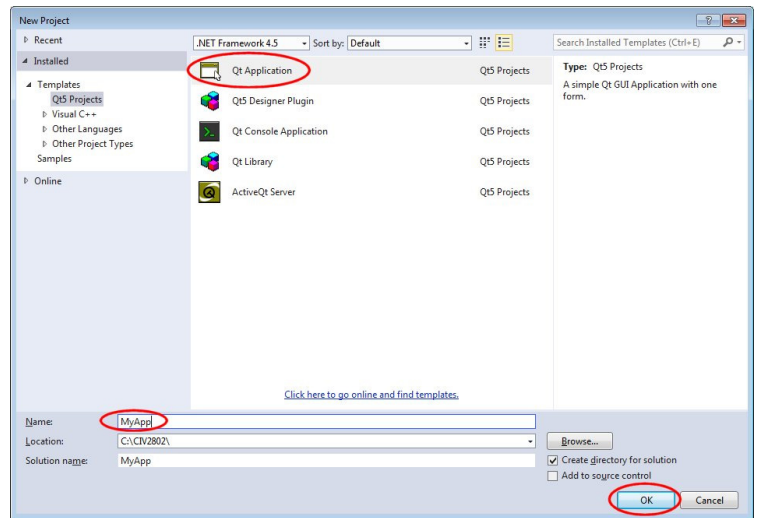 New Project
Recent
.NET Framework 4.5
Sort by: Default
Search Installed Templates (Ctrl+E)
Installed
Templates
Qt5 Projects
Visual C++
Other Languages
Other Project Types
Samples
Online
Qt Application Qt5 Projects
Qt5 Designer Plugin Qt5 Projects
Qt Console Application Qt5 Projects
Qt Library Qt5 Projects
ActiveQt Server Qt5 Projects
Type: Qt5 Projects
A simple Qt GUI Application with one
form.
Click here to go online and find templates.
Name: MyApp
Location: C:\CIV2802\
Browse...
Solution name: MyApp
Create directory for solution
Add to source control
OK Cancel